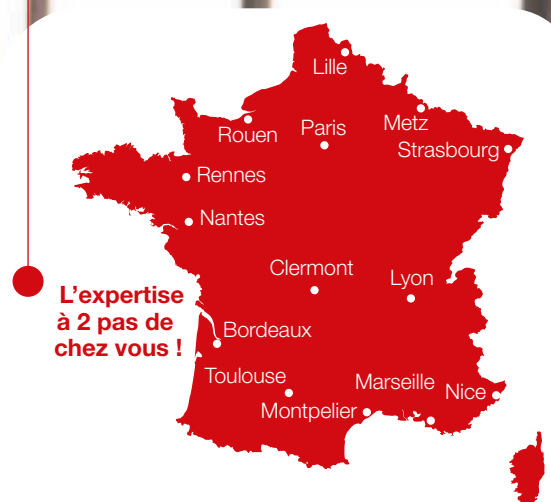 Lille
Rouen
Paris
Metz
Strasbourg
Rennes
Nantes
Clermont
Lyon
L'expertise
à 2 pas de
chez vous !
Bordeaux
Toulouse
Marseille
Nice
Montpelier